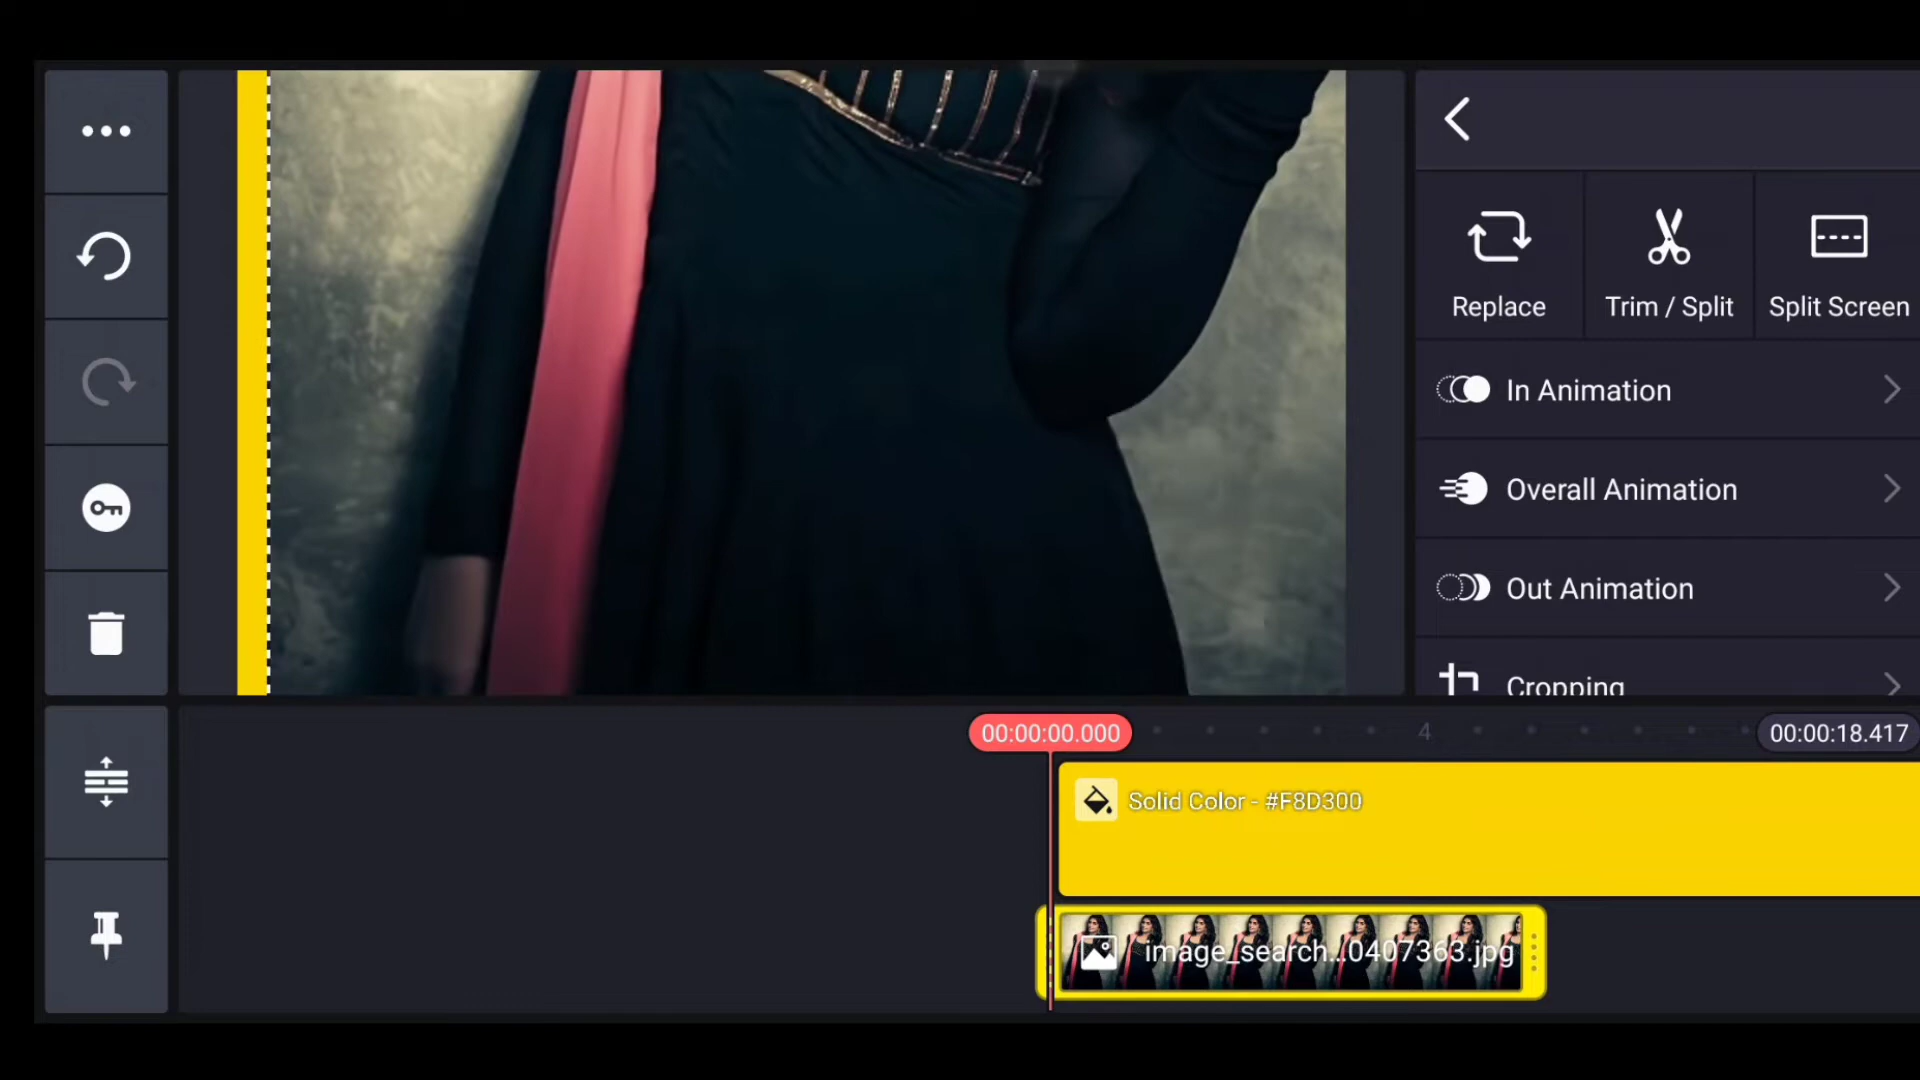 Replace
Trim / Split
Split Screen
In Animation
Overall Animation
Out Animation
Cropping
00:00:00.000
4
00:00:18.417
Solid Color - #F8D300
image_search...0407363.jpg